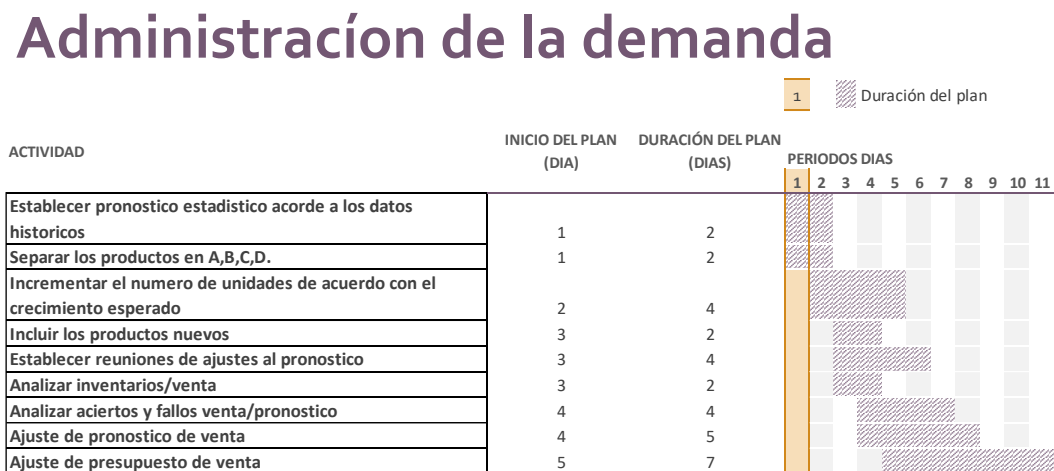 Administracíon de la demanda
1 Duración del plan
ACTIVIDAD INICIO DEL PLAN (DIA) DURACIÓN DEL PLAN (DIAS) PERIODOS DIAS
1 2 3 4 5 6 7 8 9 10 11
Establecer pronostico estadistico acorde a los datos
historicos 1 2
Separar los productos en A,B,C,D. 1 2
Incrementar el numero de unidades de acuerdo con el
crecimiento esperado 2 4
Incluir los productos nuevos 3 2
Establecer reuniones de ajustes al pronostico 3 4
Analizar inventarios/venta 3 2
Analizar aciertos y fallos venta/pronostico 4 4
Ajuste de pronostico de venta 4 5
Ajuste de presupuesto de venta 5 7